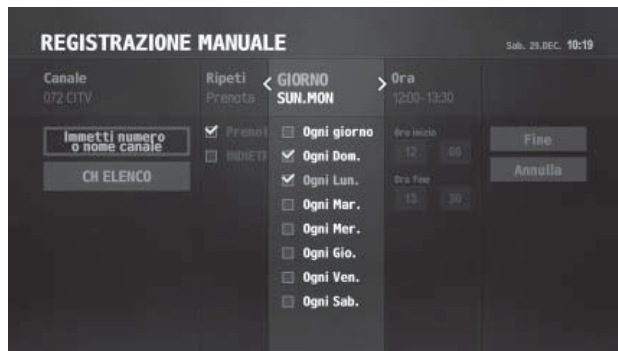 REGISTRAZIONE MANUALE
Sab. 29.DEC. 10:19
Canale
072 CITV
Ripeti
Prenota
GIORNO
SUN.MON
Ora
12:00-13:30
Immetti numero
o nome canale
CH ELENCO
Prenot
INDIETR
Ogni giorno
Ogni Dom.
Ogni Lun.
Ogni Mar.
Ogni Mer.
Ogni Gio.
Ogni Ven.
Ogni Sab.
Ora inizio
12 00
Ora fine
13 30
Fine
Annulla